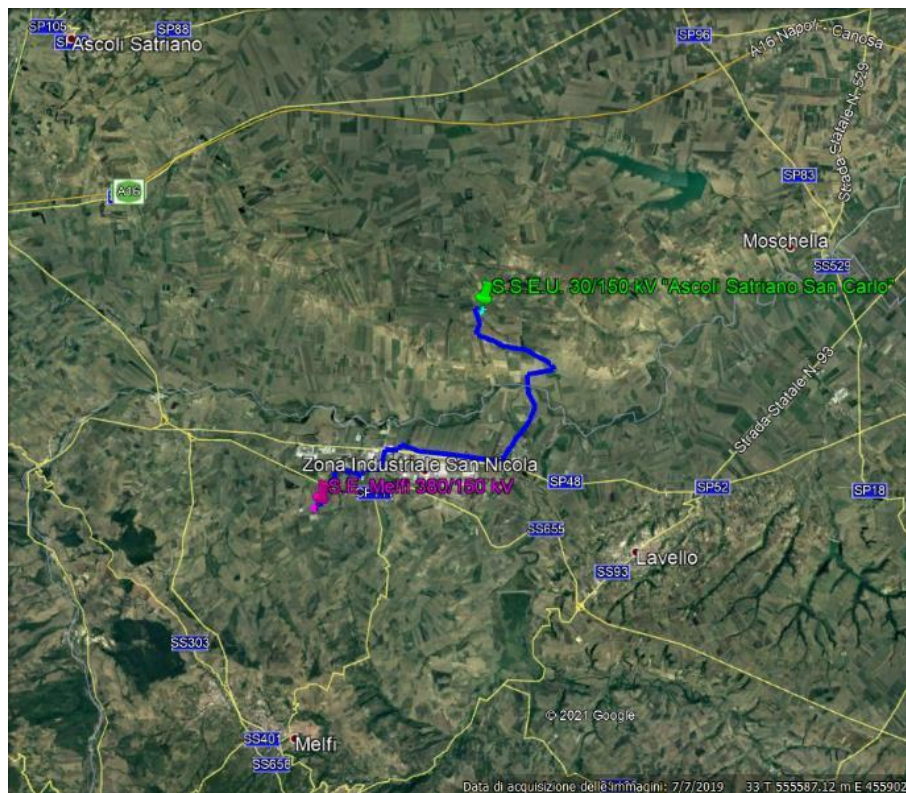 SP105
SP88
Ascoli Satriano
SP96
A16 Napoli - Canosa
Strada Statale N. 529
A16
SP83
Moschella
SS529
S.S.E.U. 30/150 kV "Ascoli Satriano San Carlo"
Strada Statale N. 93
Zona Industriale San Nicola
S.E. Melfi 380/150 kV
SP48
SP52
SP18
SS655
Lavello
SS93
SS303
© 2021 Google
SS401
Melfi
SS658
Data di acquisizione delle immagini: 7/7/2019 33 T 555587.12 m E 455902